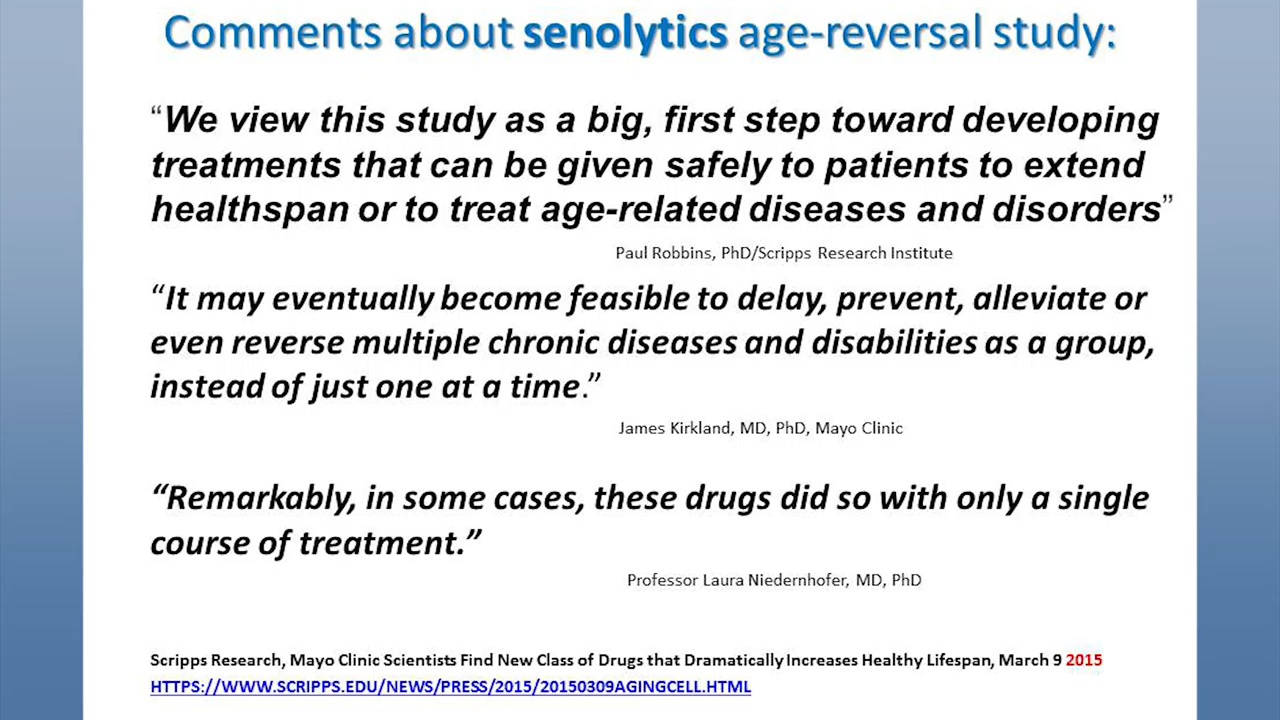 Comments about senolytics age-reversal study:
“We view this study as a big, first step toward developing
treatments that can be given safely to patients to extend
healthspan or to treat age-related diseases and disorders”
Paul Robbins, PhD/Scripps Research Institute
“It may eventually become feasible to delay, prevent, alleviate or
even reverse multiple chronic diseases and disabilities as a group,
instead of just one at a time.”
James Kirkland, MD, PhD, Mayo Clinic
“Remarkably, in some cases, these drugs did so with only a single
course of treatment.”
Professor Laura Niedernhofer, MD, PhD
Scripps Research, Mayo Clinic Scientists Find New Class of Drugs that Dramatically Increases Healthy Lifespan, March 9 2015
HTTPS://WWW.SCRIPPS.EDU/NEWS/PRESS/2015/20150309AGINGCELL.HTML